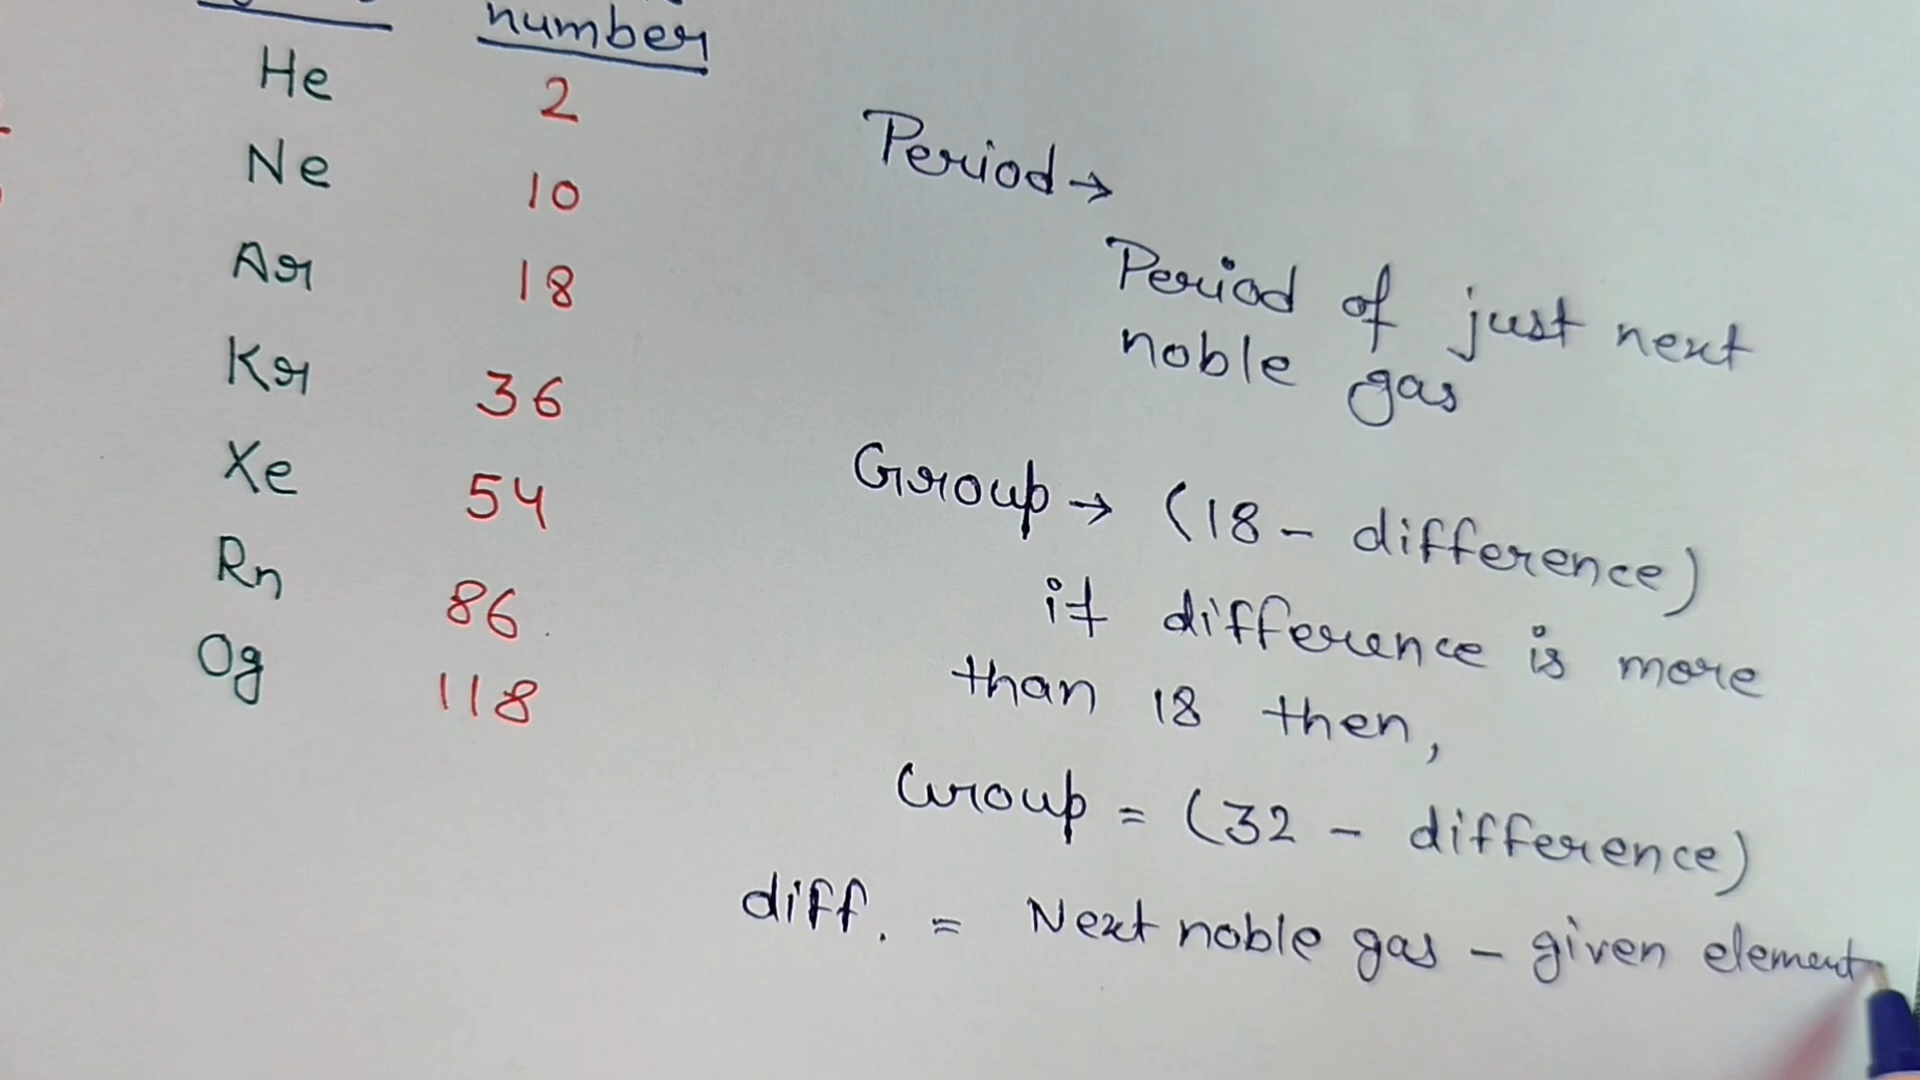 number
He 2
Ne 10
Ar 18
Kr 36
Xe 54
Rn 86
Og 118
Period →
Period of just next
noble gas
Group → (18 - difference)
if difference is more
than 18 then,
Group = (32 - difference)
diff. = Next noble gas - given element